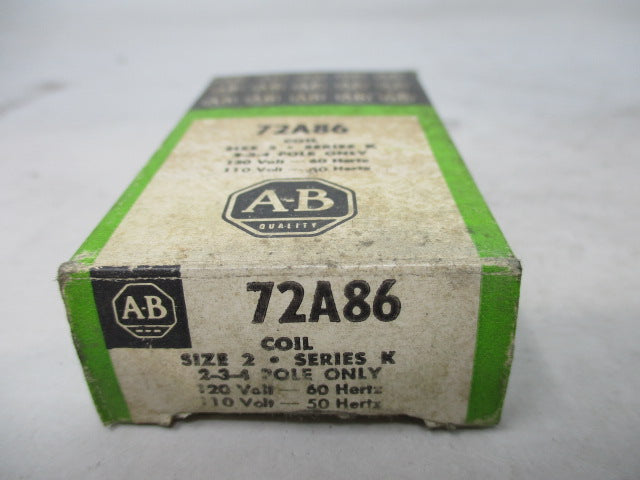 72A86
COIL
SIZE 2 • SERIES K
2-3-4 POLE ONLY
120 Volt — 60 Hertz
110 Volt — 50 Hertz
A-B
QUALITY
A-B
72A86
COIL
SIZE 2 • SERIES K
2-3-4 POLE ONLY
120 Volt — 60 Hertz
110 Volt — 50 Hertz